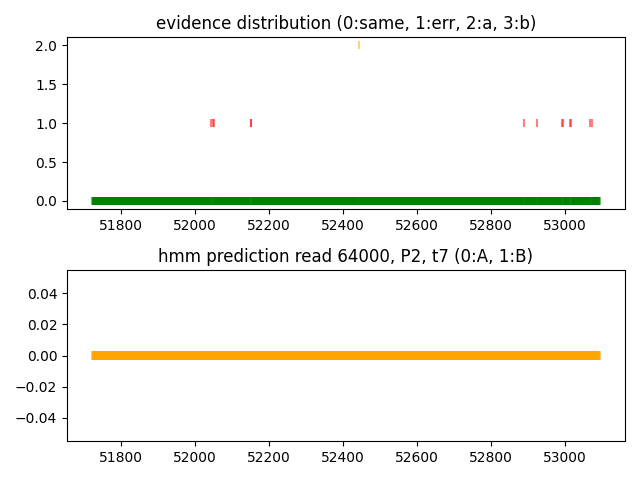 evidence distribution (0:same, 1:err, 2:a, 3:b)
2.0
1.5
1.0
0.5
0.0
51800 52000 52200 52400 52600 52800 53000
hmm prediction read 64000, P2, t7 (0:A, 1:B)
0.04
0.02
0.00
−0.02
−0.04
51800 52000 52200 52400 52600 52800 53000